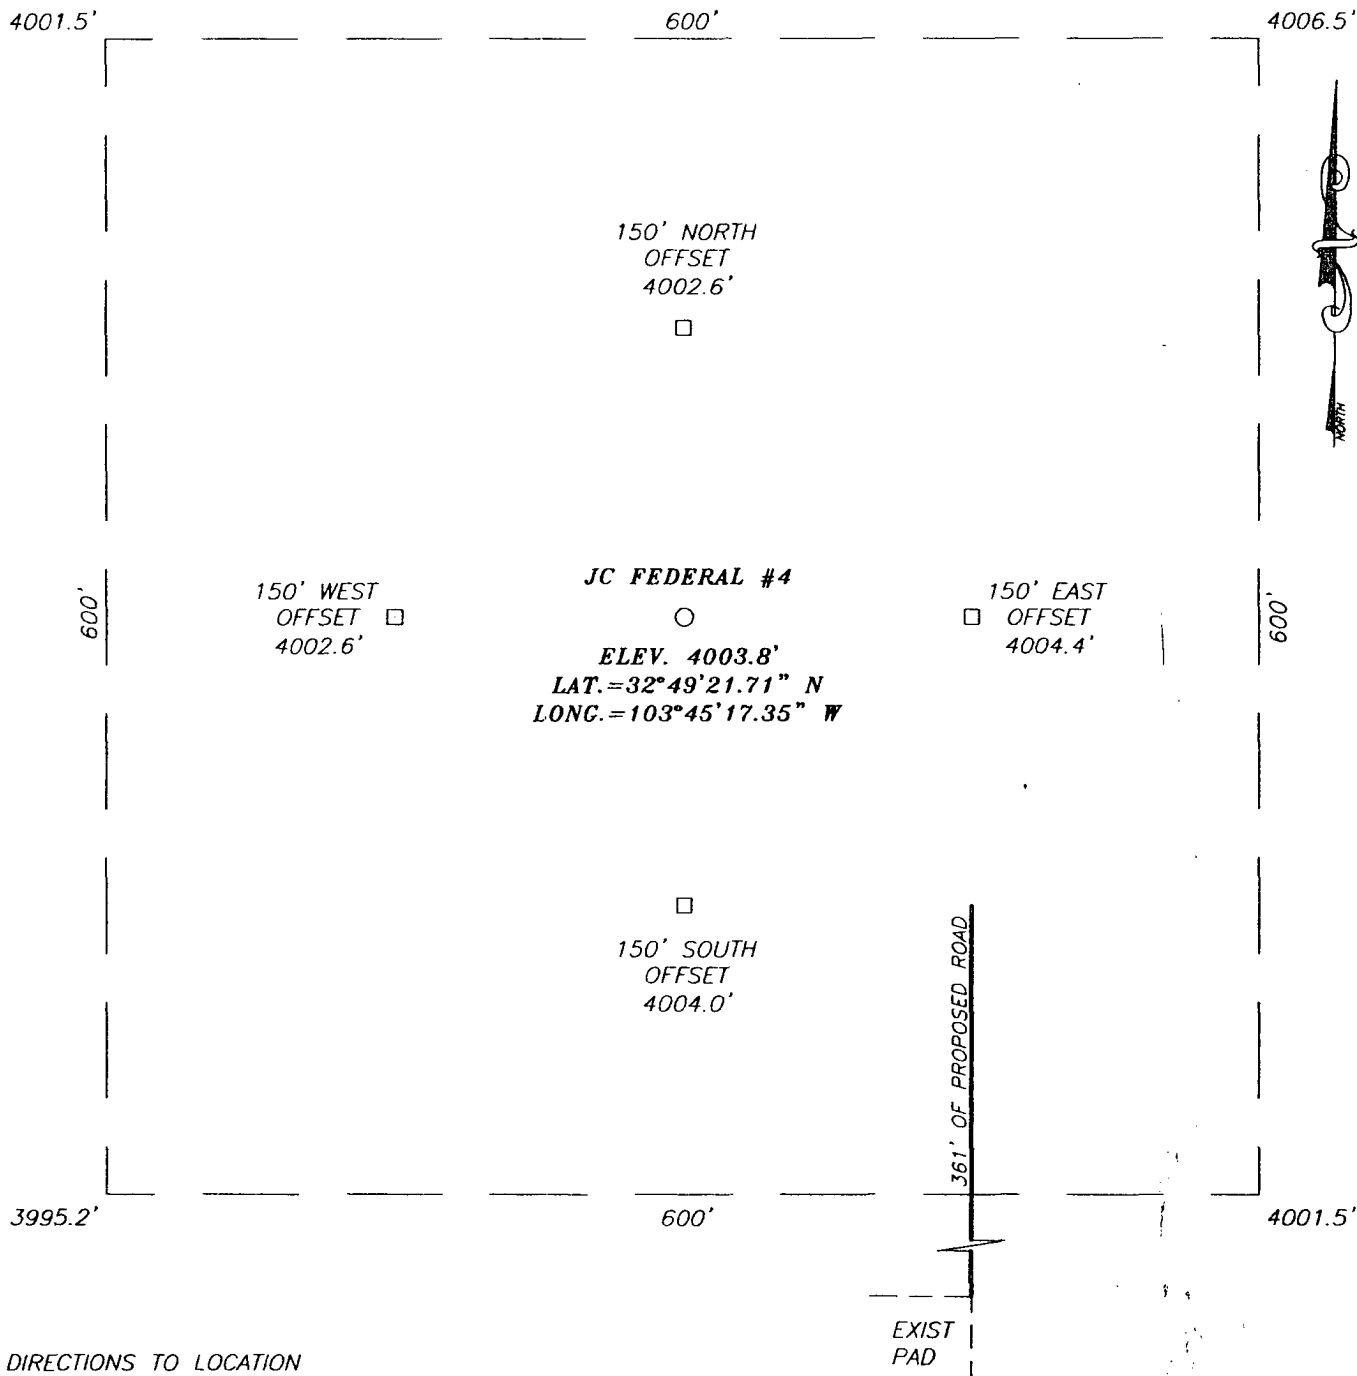 4001.5' 600' 4006.5'
150' NORTH
OFFSET
4002.6'
NORTH
600'
150' WEST
OFFSET
4002.6'
JC FEDERAL #4
ELEV. 4003.8'
LAT.=32°49'21.71" N
LONG.=103°45'17.35" W
150' EAST
OFFSET
4004.4'
600'
150' SOUTH
OFFSET
4004.0'
361' OF PROPOSED ROAD
3995.2' 600' 4001.5'
EXIST
PAD
DIRECTIONS TO LOCATION